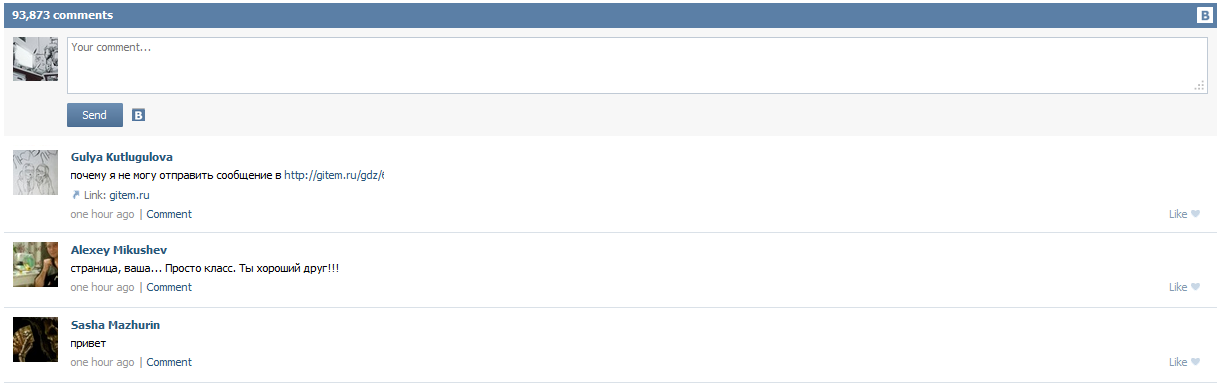 93,873 comments B
Your comment...
Send B
Gulya Kutlugulova
почему я не могу отправить сообщение в http://gitem.ru/gdz/6
Link: gitem.ru
one hour ago | Comment Like
Alexey Mikushev
страница, ваша... Просто класс. Ты хороший друг!!!
one hour ago | Comment Like
Sasha Mazhurin
привет
one hour ago | Comment Like